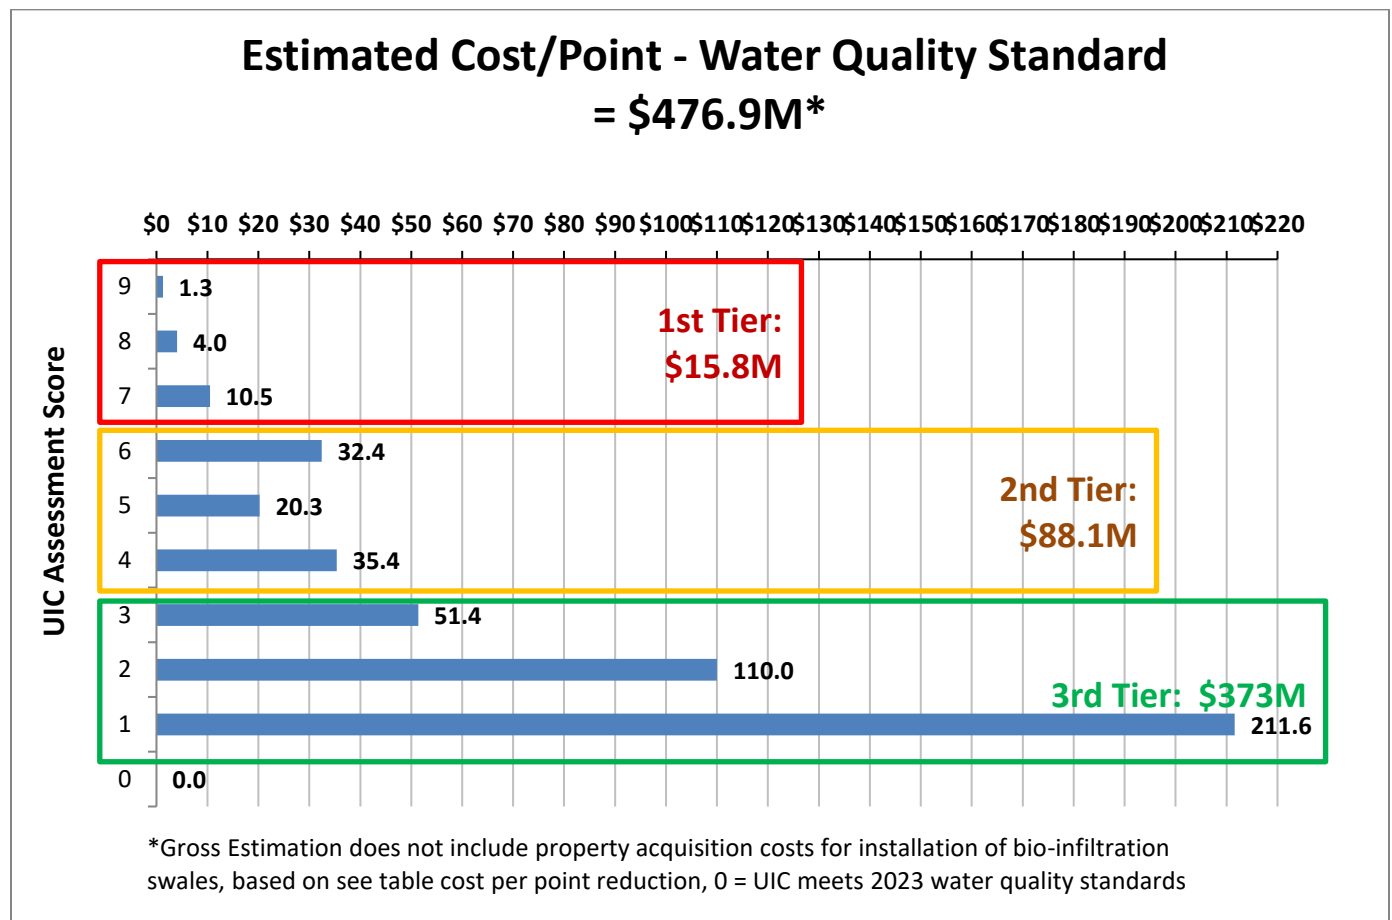 Estimated Cost/Point - Water Quality Standard
= $476.9M*
$0 $10 $20 $30 $40 $50 $60 $70 $80 $90 $100 $110 $120 $130 $140 $150 $160 $170 $180 $190 $200 $210 $220
UIC Assessment Score
9 1.3
1st Tier:
8 4.0
$15.8M
7 10.5
6 32.4
2nd Tier:
5 20.3
$88.1M
4 35.4
3 51.4
2 110.0
3rd Tier: $373M
1 211.6
0 0.0
*Gross Estimation does not include property acquisition costs for installation of bio-infiltration
swales, based on see table cost per point reduction, 0 = UIC meets 2023 water quality standards